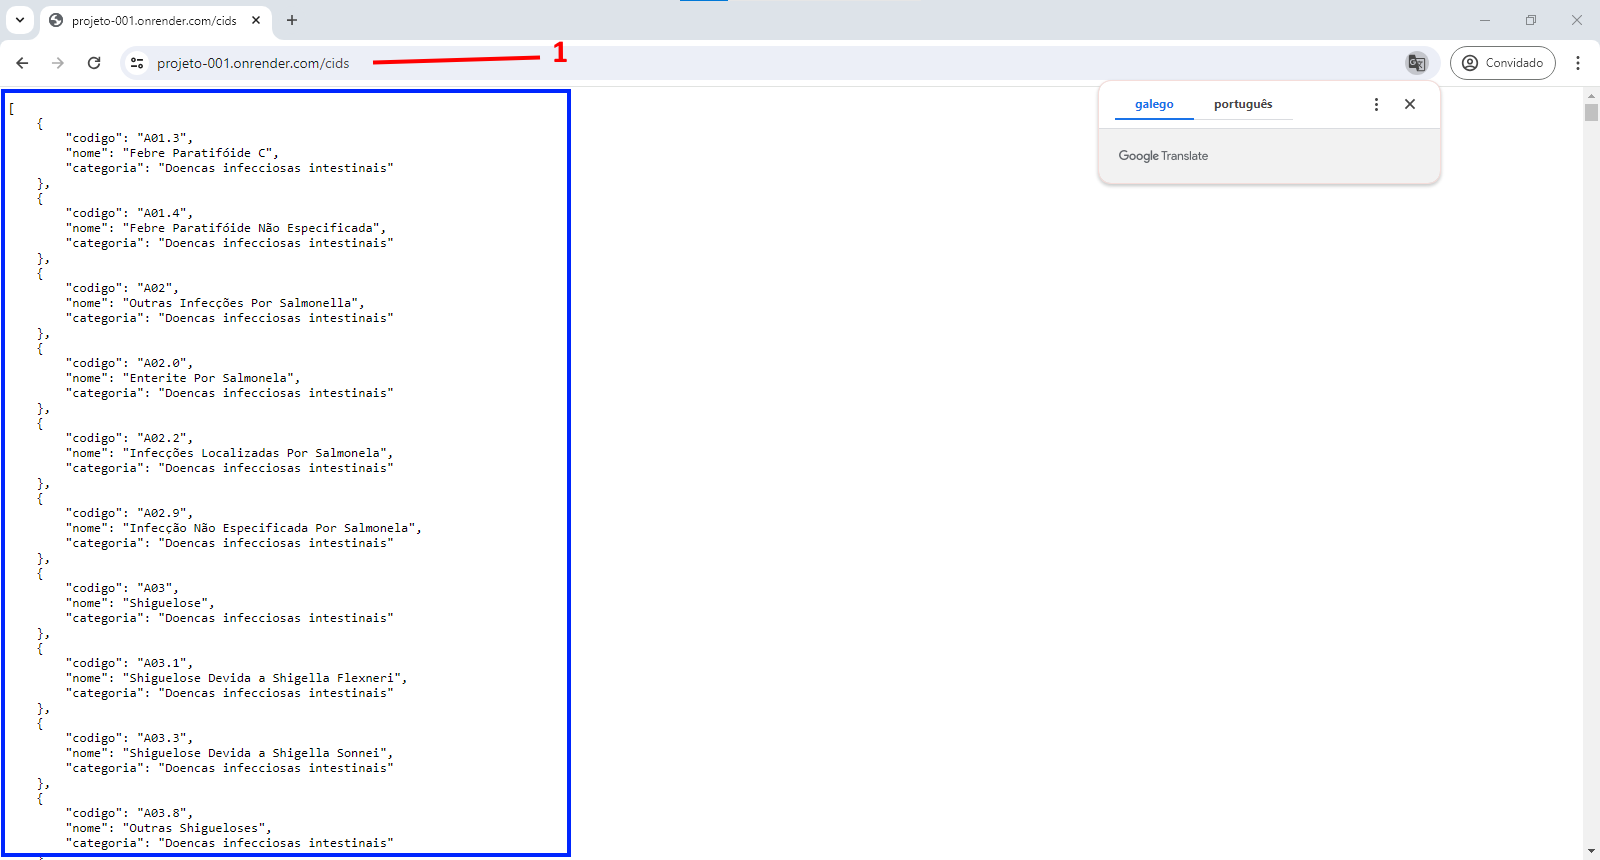 projeto-001.onrender.com/cids
projeto-001.onrender.com/cids
1
Convidado
galego português
Google Translate
[
    {
        "codigo": "A01.3",
        "nome": "Febre Paratifóide C",
        "categoria": "Doencas infecciosas intestinais"
    },
    {
        "codigo": "A01.4",
        "nome": "Febre Paratifóide Não Especificada",
        "categoria": "Doencas infecciosas intestinais"
    },
    {
        "codigo": "A02",
        "nome": "Outras Infecções Por Salmonella",
        "categoria": "Doencas infecciosas intestinais"
    },
    {
        "codigo": "A02.0",
        "nome": "Enterite Por Salmonela",
        "categoria": "Doencas infecciosas intestinais"
    },
    {
        "codigo": "A02.2",
        "nome": "Infecções Localizadas Por Salmonela",
        "categoria": "Doencas infecciosas intestinais"
    },
    {
        "codigo": "A02.9",
        "nome": "Infecção Não Especificada Por Salmonela",
        "categoria": "Doencas infecciosas intestinais"
    },
    {
        "codigo": "A03",
        "nome": "Shiguelose",
        "categoria": "Doencas infecciosas intestinais"
    },
    {
        "codigo": "A03.1",
        "nome": "Shiguelose Devida a Shigella Flexneri",
        "categoria": "Doencas infecciosas intestinais"
    },
    {
        "codigo": "A03.3",
        "nome": "Shiguelose Devida a Shigella Sonnei",
        "categoria": "Doencas infecciosas intestinais"
    },
    {
        "codigo": "A03.8",
        "nome": "Outras Shigueloses",
        "categoria": "Doencas infecciosas intestinais"